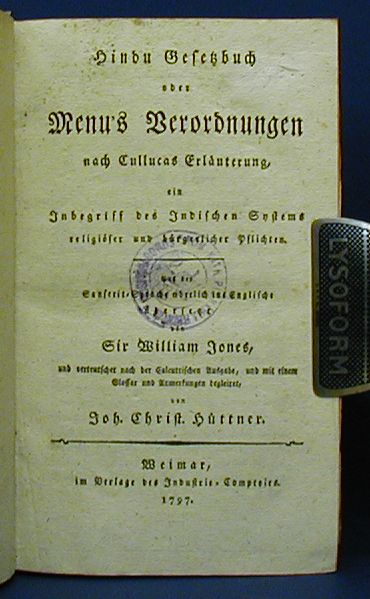 Hindu Gesetzbuch
oder
Menu's Verordnungen
nach Cullucas Erläuterung,
ein
Inbegriff des Indischen Systems
religiöser und bürgerlicher Pflichten.
Aus der
Sanscrit-Sprache wörtlich ins Englische
übersetzt
von
Sir William Jones,
und verteutschet nach der Calcuttischen Ausgabe, und mit einem
Glossar und Anmerkungen begleitet,
von
Joh. Christ. Hüttner.
Weimar,
im Verlage des Industrie-Comptoirs.
1797.
LYSOFORM